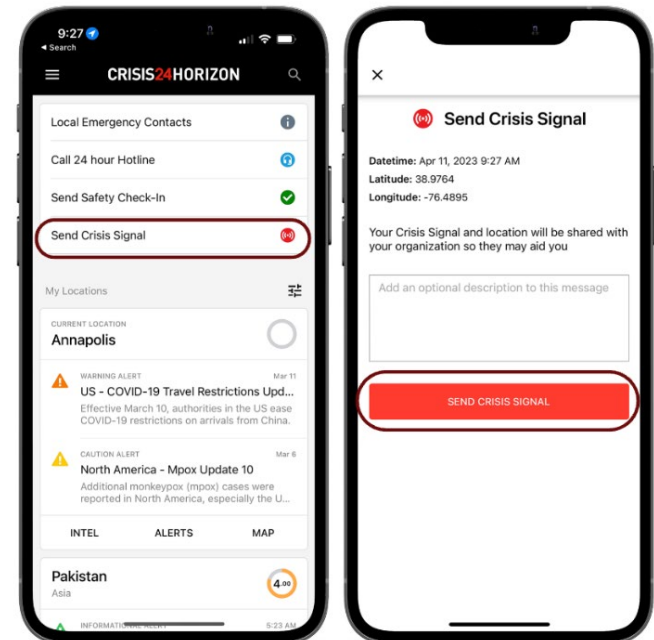 9:27
Search
CRISIS24HORIZON
Local Emergency Contacts
Call 24 hour Hotline
Send Safety Check-In
Send Crisis Signal
My Locations
CURRENT LOCATION
Annapolis
WARNING ALERT Mar 11
US - COVID-19 Travel Restrictions Upd...
Effective March 10, authorities in the US ease
COVID-19 restrictions on arrivals from China.
CAUTION ALERT Mar 6
North America - Mpox Update 10
Additional monkeypox (mpox) cases were
reported in North America, especially the U...
INTEL ALERTS MAP
Pakistan
4.00
Asia
INFORMATIONAL ALERT 5:23 AM
Send Crisis Signal
Datetime: Apr 11, 2023 9:27 AM
Latitude: 38.9764
Longitude: -76.4895
Your Crisis Signal and location will be shared with
your organization so they may aid you
Add an optional description to this message
SEND CRISIS SIGNAL